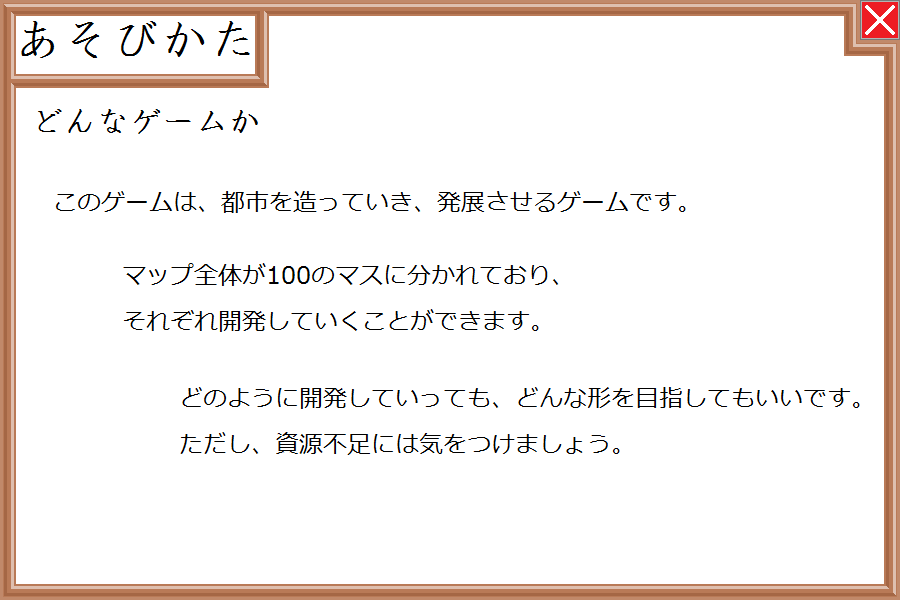 あそびかた
どんなゲームか
このゲームは、都市を造っていき、発展させるゲームです。
マップ全体が100のマスに分かれており、
それぞれ開発していくことができます。
どのように開発していっても、どんな形を目指してもいいです。
ただし、資源不足には気をつけましょう。